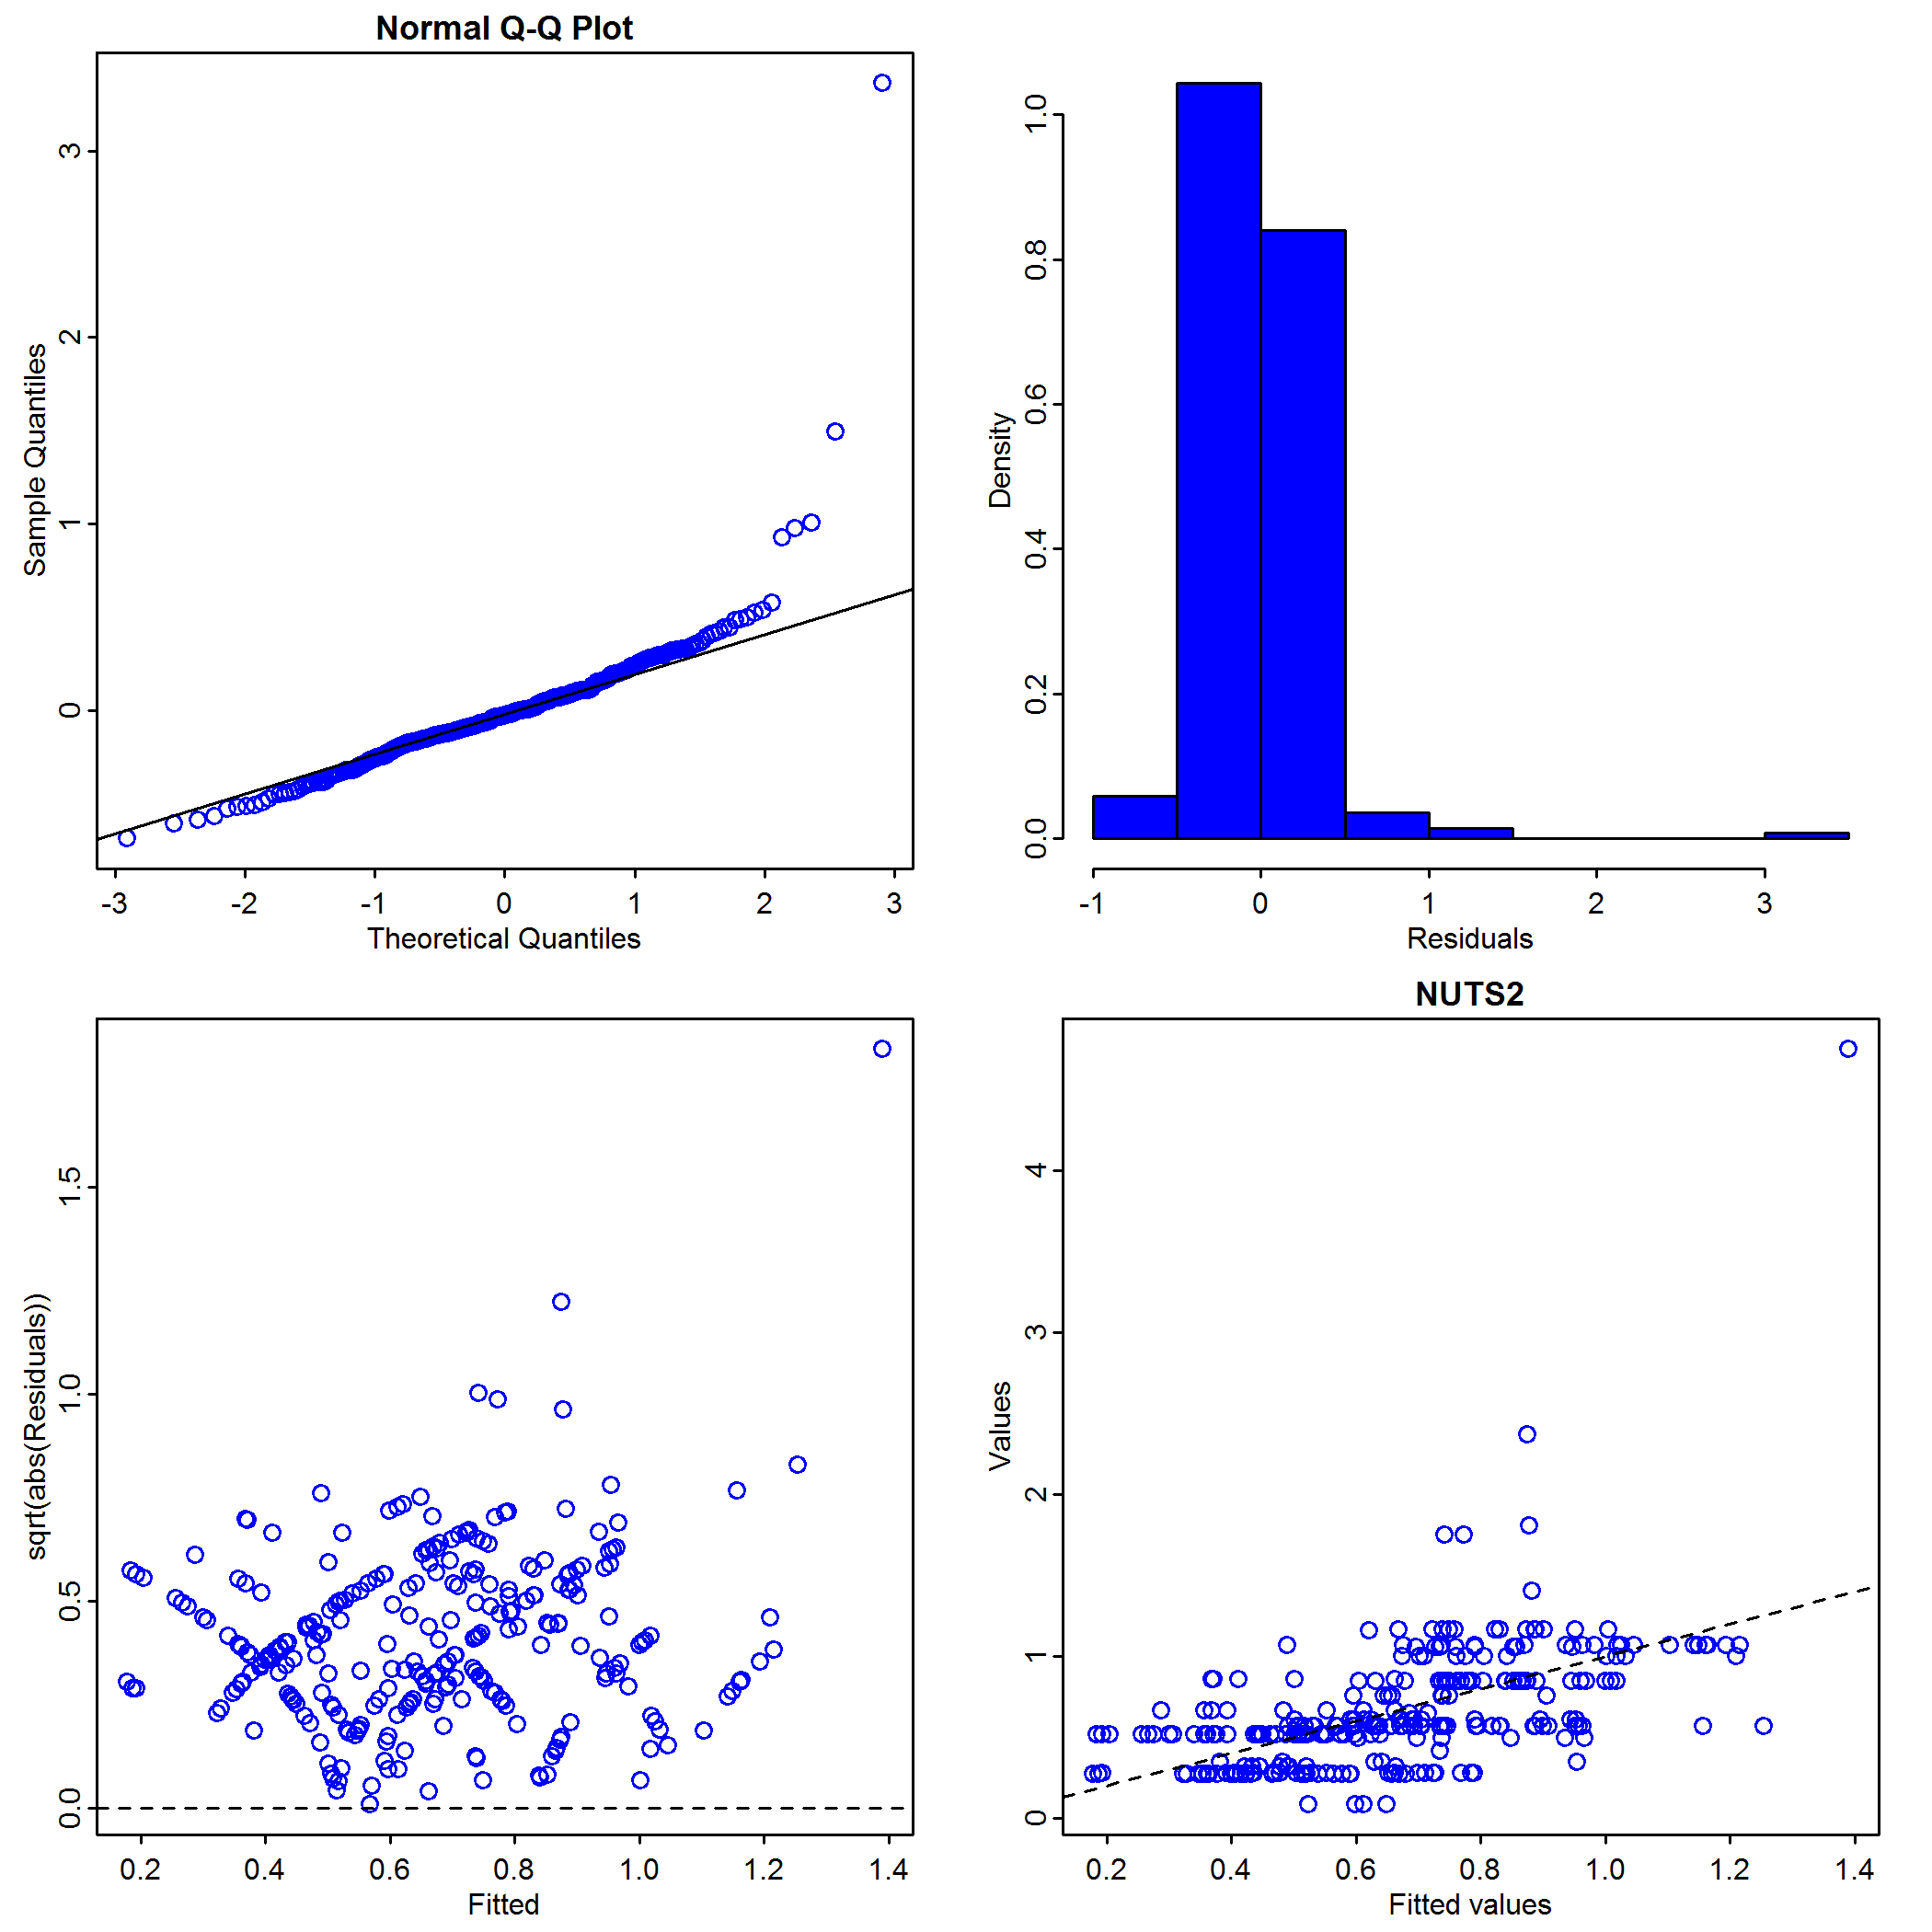 Normal Q-Q Plot
Sample Quantiles
3
2
1
0
-3 -2 -1 0 1 2 3
Theoretical Quantiles
Density
1.0
0.8
0.6
0.4
0.2
0.0
-1 0 1 2 3
Residuals
sqrt(abs(Residuals))
1.5
1.0
0.5
0.0
0.2 0.4 0.6 0.8 1.0 1.2 1.4
Fitted
NUTS2
Values
4
3
2
1
0
0.2 0.4 0.6 0.8 1.0 1.2 1.4
Fitted values